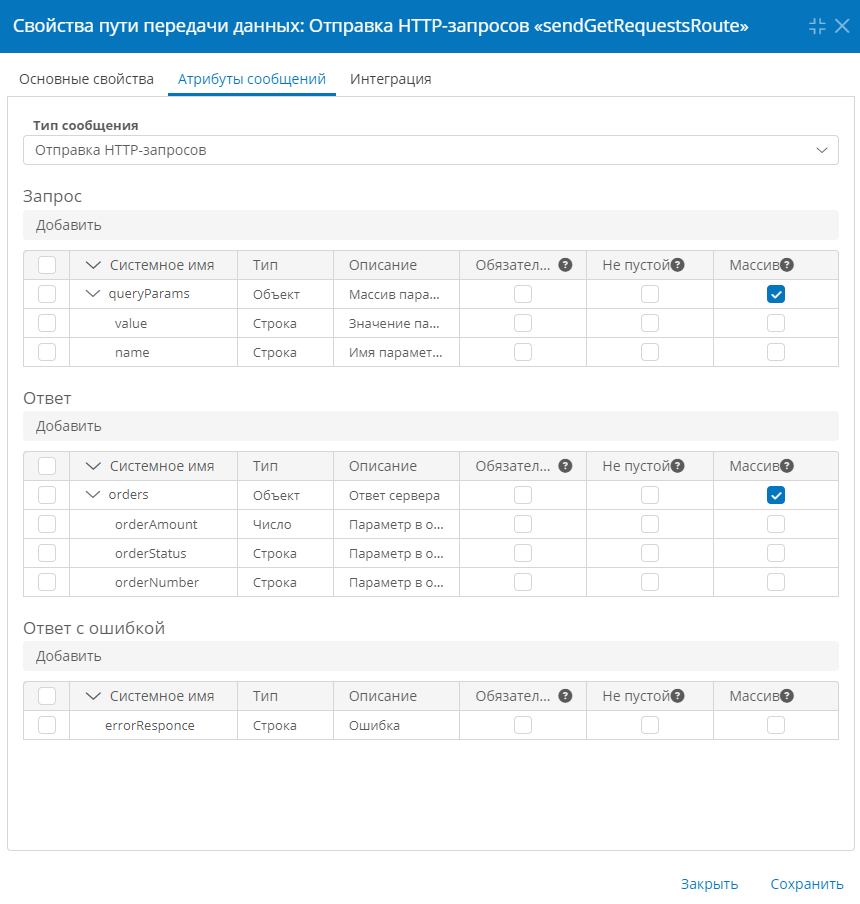 Свойства пути передачи данных: Отправка HTTP-запросов «sendGetRequestsRoute»
Основные свойства Атрибуты сообщений Интеграция
Тип сообщения
Отправка HTTP-запросов
Запрос
Добавить
Системное имя Тип Описание Обязател... ? Не пустой ? Массив ?
queryParams Объект Массив пара...
value Строка Значение па...
name Строка Имя парамет...
Ответ
Добавить
Системное имя Тип Описание Обязател... ? Не пустой ? Массив ?
orders Объект Ответ сервера
orderAmount Число Параметр в о...
orderStatus Строка Параметр в о...
orderNumber Строка Параметр в о...
Ответ с ошибкой
Добавить
Системное имя Тип Описание Обязател... ? Не пустой ? Массив ?
errorResponce Строка Ошибка
Закрыть Сохранить